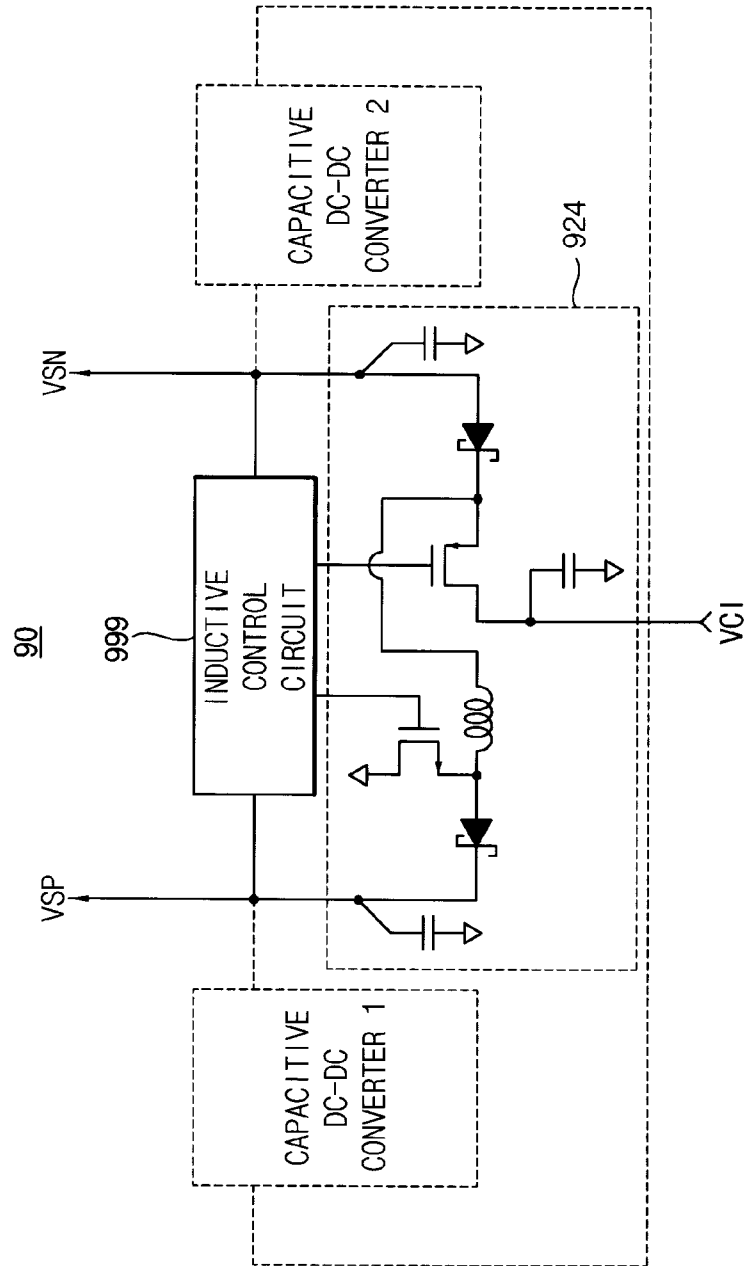 90
VSP
VSN
999
INDUCTIVE
CONTROL
CIRCUIT
CAPACITIVE
DC-DC
CONVERTER 1
CAPACITIVE
DC-DC
CONVERTER 2
924
VCI